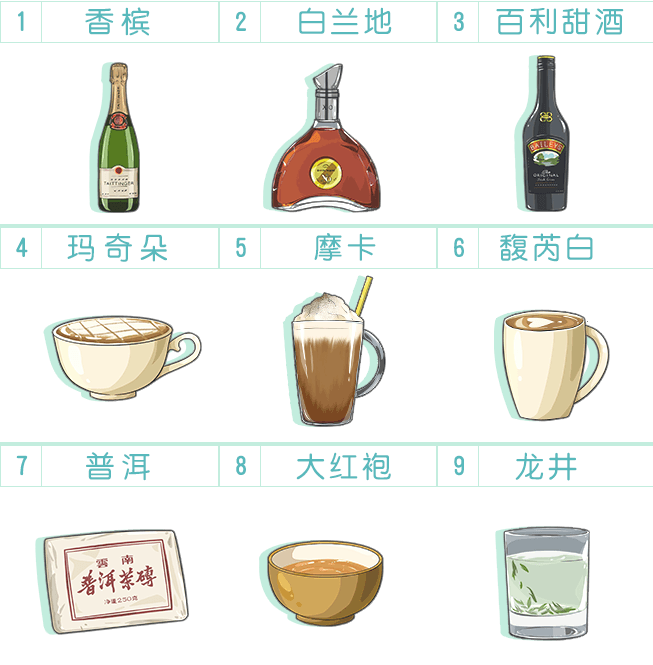 1 香槟
2 白兰地
3 百利甜酒
TAITTINGER
XO
BAILEYS
The
ORIGINAL
4 玛奇朵
5 摩卡
6 馥芮白
7 普洱
8 大红袍
9 龙井
雲南
普洱茶磚
净重250克